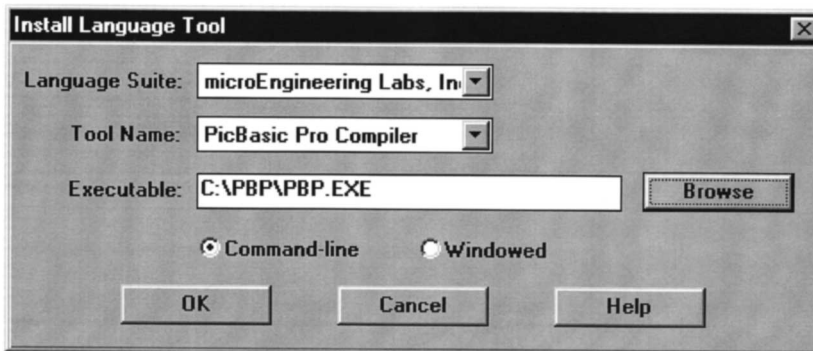 Install Language Tool
Language Suite: microEngineering Labs, In
Tool Name: PicBasic Pro Compiler
Executable: C:\PBP\PBP.EXE Browse
Command-line Windowed
OK Cancel Help